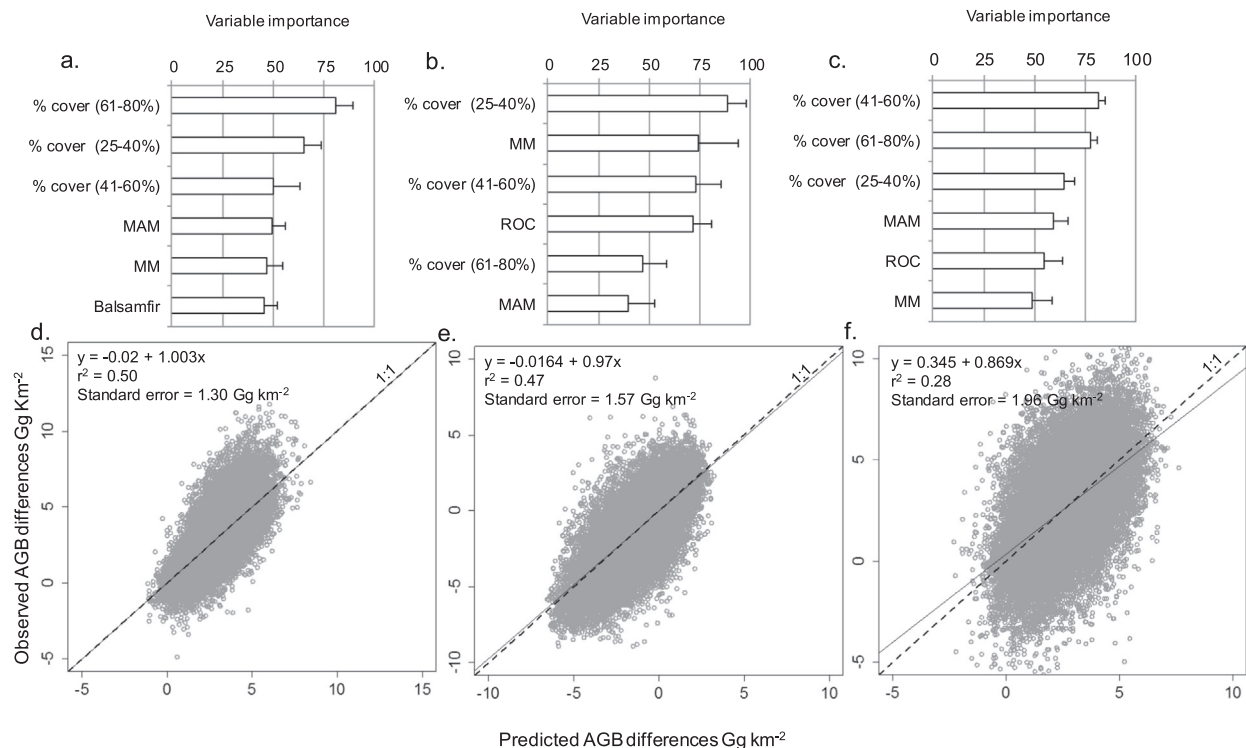 Variable importance
Variable importance
Variable importance
a.
0 25 50 75 100
% cover (61-80%)
% cover (25-40%)
% cover (41-60%)
MAM
MM
Balsamfir
b.
0 25 50 75 100
% cover (25-40%)
MM
% cover (41-60%)
ROC
% cover (61-80%)
MAM
c.
0 25 50 75 100
% cover (41-60%)
% cover (61-80%)
% cover (25-40%)
MAM
ROC
MM
d.
y = -0.02 + 1.003x
r² = 0.50
Standard error = 1.30 Gg km⁻²
1:1
15
10
5
0
-5
-5 0 5 10 15
e.
y = -0.0164 + 0.97x
r² = 0.47
Standard error = 1.57 Gg km⁻²
1:1
10
5
0
-5
-10
-10 -5 0 5 10
f.
y = 0.345 + 0.869x
r² = 0.28
Standard error = 1.96 Gg km⁻²
1:1
10
5
0
-5
-5 0 5 10
Observed AGB differences Gg Km⁻²
Predicted AGB differences Gg km⁻²